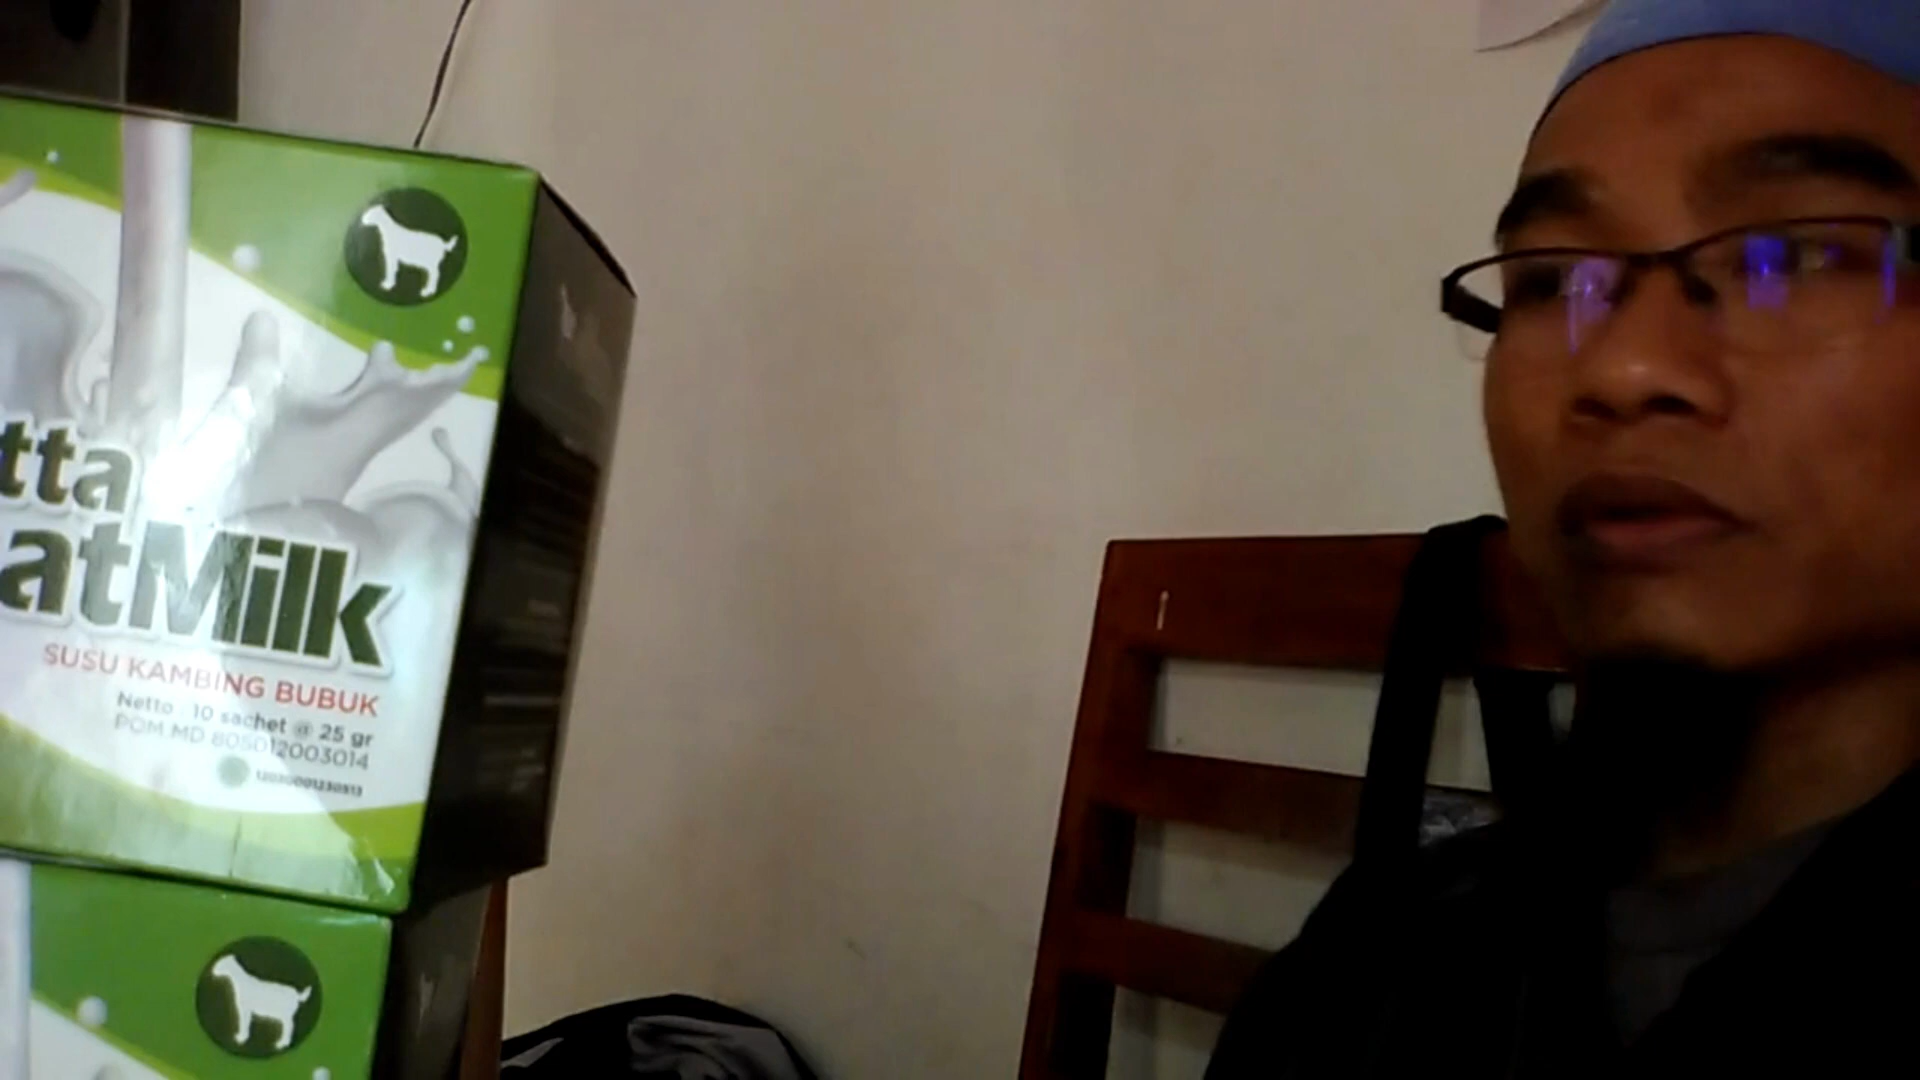 tta
atMilk
SUSU KAMBING BUBUK
Netto : 10 sachet @ 25 gr
POM MD 805012003014